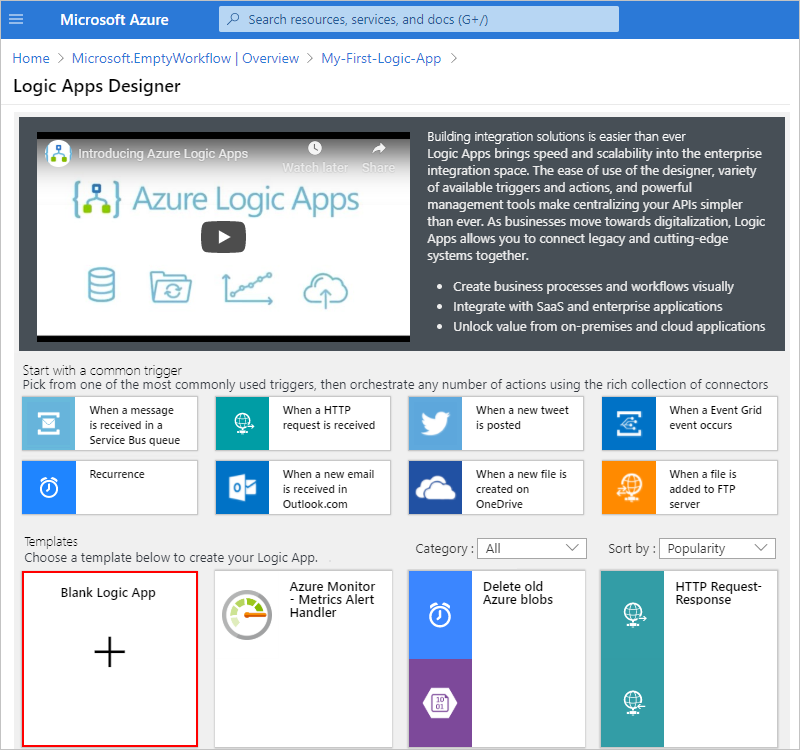 Microsoft Azure
Search resources, services, and docs (G+/)
Home > Microsoft.EmptyWorkflow | Overview > My-First-Logic-App >
Logic Apps Designer
Introducing Azure Logic Apps
Watch later
Share
Azure Logic Apps
Building integration solutions is easier than ever
Logic Apps brings speed and scalability into the enterprise
integration space. The ease of use of the designer, variety
of available triggers and actions, and powerful
management tools make centralizing your APIs simpler
than ever. As businesses move towards digitalization, Logic
Apps allows you to connect legacy and cutting-edge
systems together.
• Create business processes and workflows visually
• Integrate with SaaS and enterprise applications
• Unlock value from on-premises and cloud applications
Start with a common trigger
Pick from one of the most commonly used triggers, then orchestrate any number of actions using the rich collection of connectors
When a message
is received in a
Service Bus queue
When a HTTP
request is received
When a new tweet
is posted
When a Event Grid
event occurs
Recurrence
When a new email
is received in
Outlook.com
When a new file is
created on
OneDrive
When a file is
added to FTP
server
Templates
Choose a template below to create your Logic App.
Category : All
Sort by : Popularity
Blank Logic App
Azure Monitor
- Metrics Alert
Handler
Delete old
Azure blobs
10
01
HTTP Request-
Response